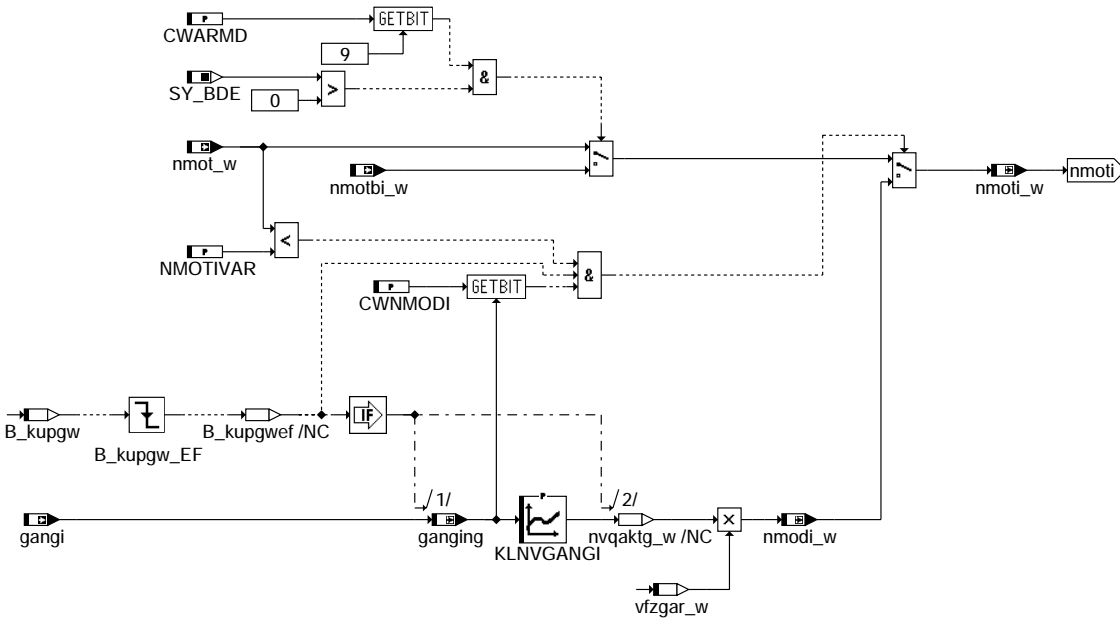 P
GETBIT
CWARMD
9
&
SY_BDE
>
0
nmot_w
nmotbi_w
nmoti_w
nmoti
<
NMOTIVAR
&
P
GETBIT
CWNMODI
P
IF
B_kupgw
B_kupgwef /NC
B_kupgw_EF
/1/
P
/2/
gangi
ganging
KLNVGANGI
nvqaktg_w /NC
×
nmodi_w
vfzgar_w